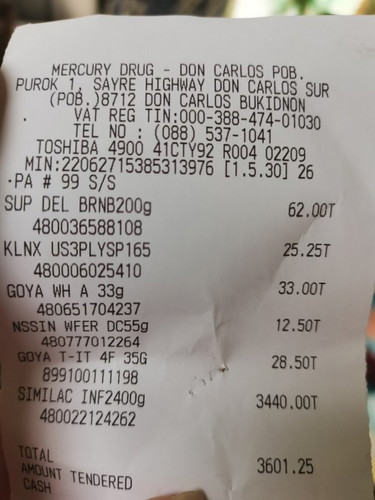 MERCURY DRUG - DON CARLOS POB.
PUROK 1, SAYRE HIGHWAY DON CARLOS SUR
(POB.)8712 DON CARLOS BUKIDNON
VAT REG TIN:000-388-474-01030
TEL NO : (088) 537-1041
TOSHIBA 4900 41CTY92 R004 02209
MIN:22062715385313976 [1.5.30] 26
-PA # 99 S/S
SUP DEL BRNB200g 62.00T
480036588108
KLNX US3PLYSP165 25.25T
480006025410
GOYA WH A 33g 33.00T
480651704237
NSSIN WFER DC55g 12.50T
480777012264
GOYA T-IT 4F 35G 28.50T
899100111198
SIMILAC INF2400g 3440.00T
480022124262
TOTAL 3601.25
AMOUNT TENDERED
CASH